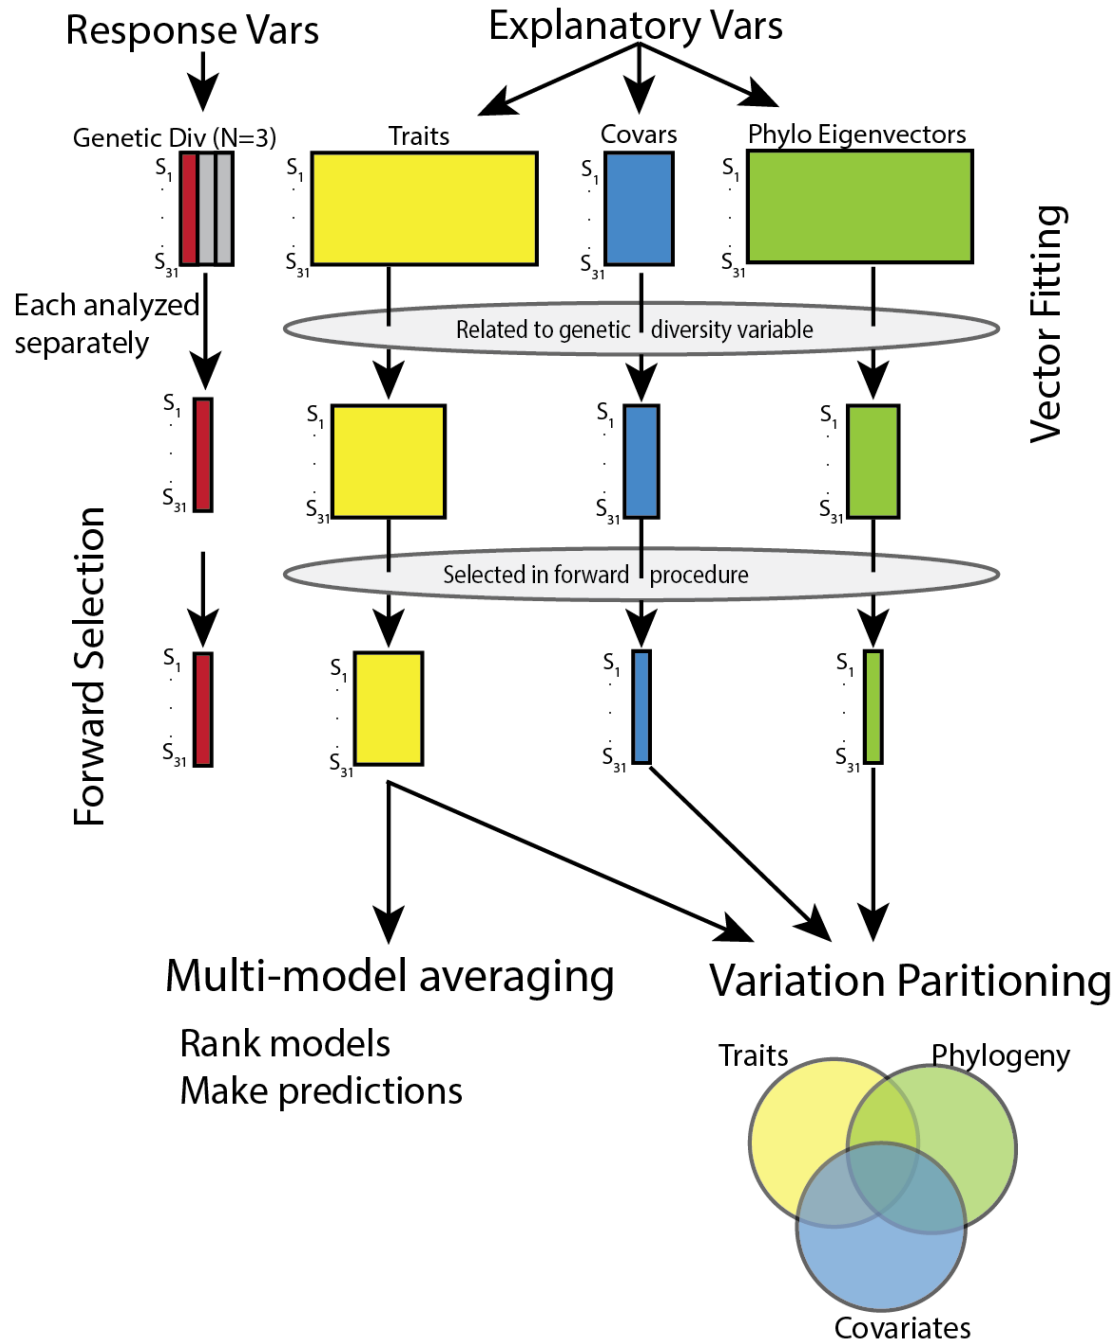 Response Vars
Explanatory Vars
Genetic Div (N=3)
Traits
Covars
Phylo Eigenvectors
S1
.
.
.
S31
S1
.
.
.
S31
S1
.
.
.
S31
S1
.
.
.
S31
Vector Fitting
Each analyzed
separately
Related to genetic diversity variable
S1
.
.
.
S31
S1
.
.
.
S31
S1
.
.
.
S31
S1
.
.
.
S31
Forward Selection
Selected in forward procedure
S1
.
.
.
S31
S1
.
.
.
S31
S1
.
.
.
S31
S1
.
.
.
S31
Multi-model averaging
Rank models
Make predictions
Variation Paritioning
Traits
Phylogeny
Covariates